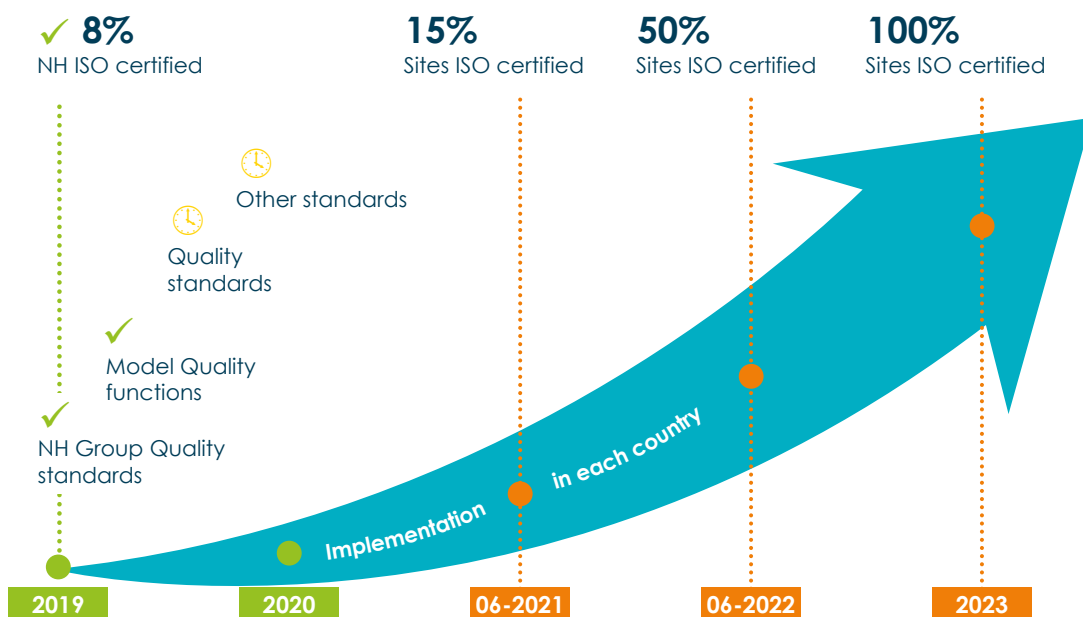 8%
NH ISO certified
15%
Sites ISO certified
50%
Sites ISO certified
100%
Sites ISO certified
Other standards
Quality
standards
Model Quality
functions
NH Group Quality
standards
Implementation
in each country
2019
2020
06-2021
06-2022
2023